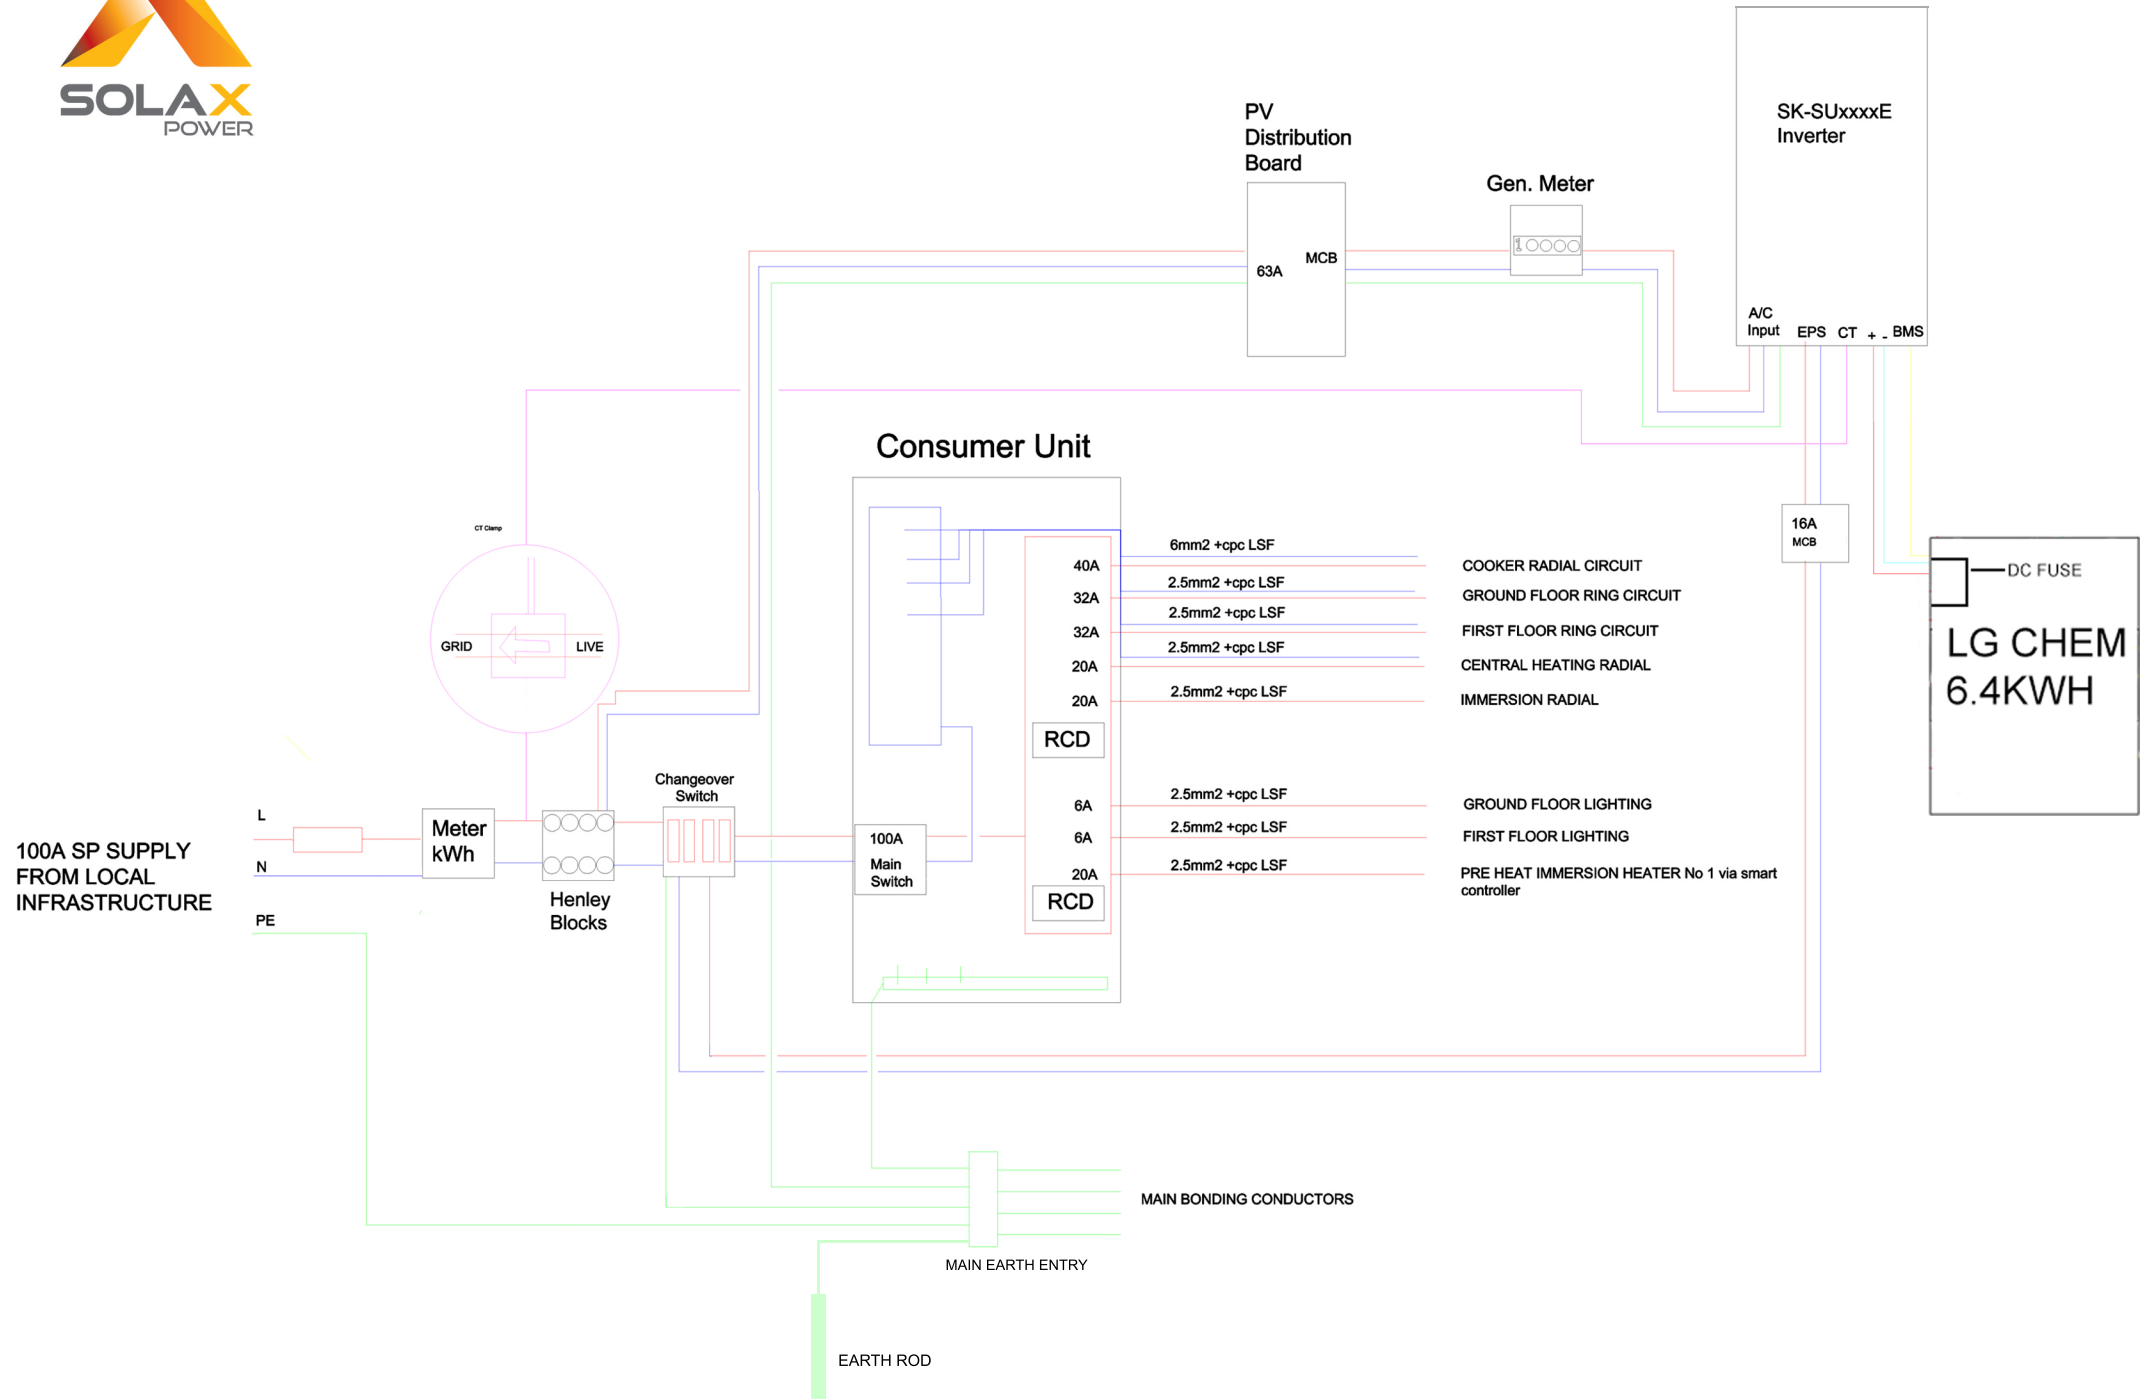 SOLAX
POWER
PV
Distribution
Board
63A
MCB
Gen. Meter
SK-SUxxxxE
Inverter
A/C
Input
EPS
CT
+
-
BMS
Consumer Unit
CT Clamp
GRID
LIVE
6mm2 +cpc LSF
40A
COOKER RADIAL CIRCUIT
2.5mm2 +cpc LSF
32A
GROUND FLOOR RING CIRCUIT
2.5mm2 +cpc LSF
32A
FIRST FLOOR RING CIRCUIT
2.5mm2 +cpc LSF
20A
CENTRAL HEATING RADIAL
2.5mm2 +cpc LSF
20A
IMMERSION RADIAL
RCD
2.5mm2 +cpc LSF
6A
GROUND FLOOR LIGHTING
2.5mm2 +cpc LSF
6A
FIRST FLOOR LIGHTING
2.5mm2 +cpc LSF
20A
PRE HEAT IMMERSION HEATER No 1 via smart
controller
RCD
16A
MCB
DC FUSE
LG CHEM
6.4KWH
100A SP SUPPLY
FROM LOCAL
INFRASTRUCTURE
L
N
PE
Meter
kWh
Henley
Blocks
Changeover
Switch
100A
Main
Switch
MAIN BONDING CONDUCTORS
MAIN EARTH ENTRY
EARTH ROD